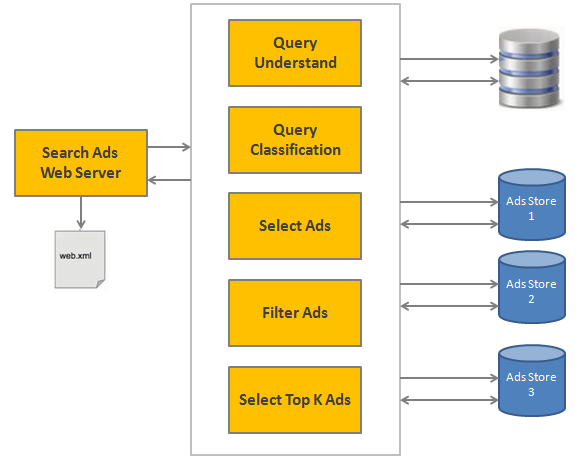 Query
Understand
Query
Classification
Search Ads
Web Server
web.xml
Select Ads
Filter Ads
Select Top K Ads
Ads Store
1
Ads Store
2
Ads Store
3